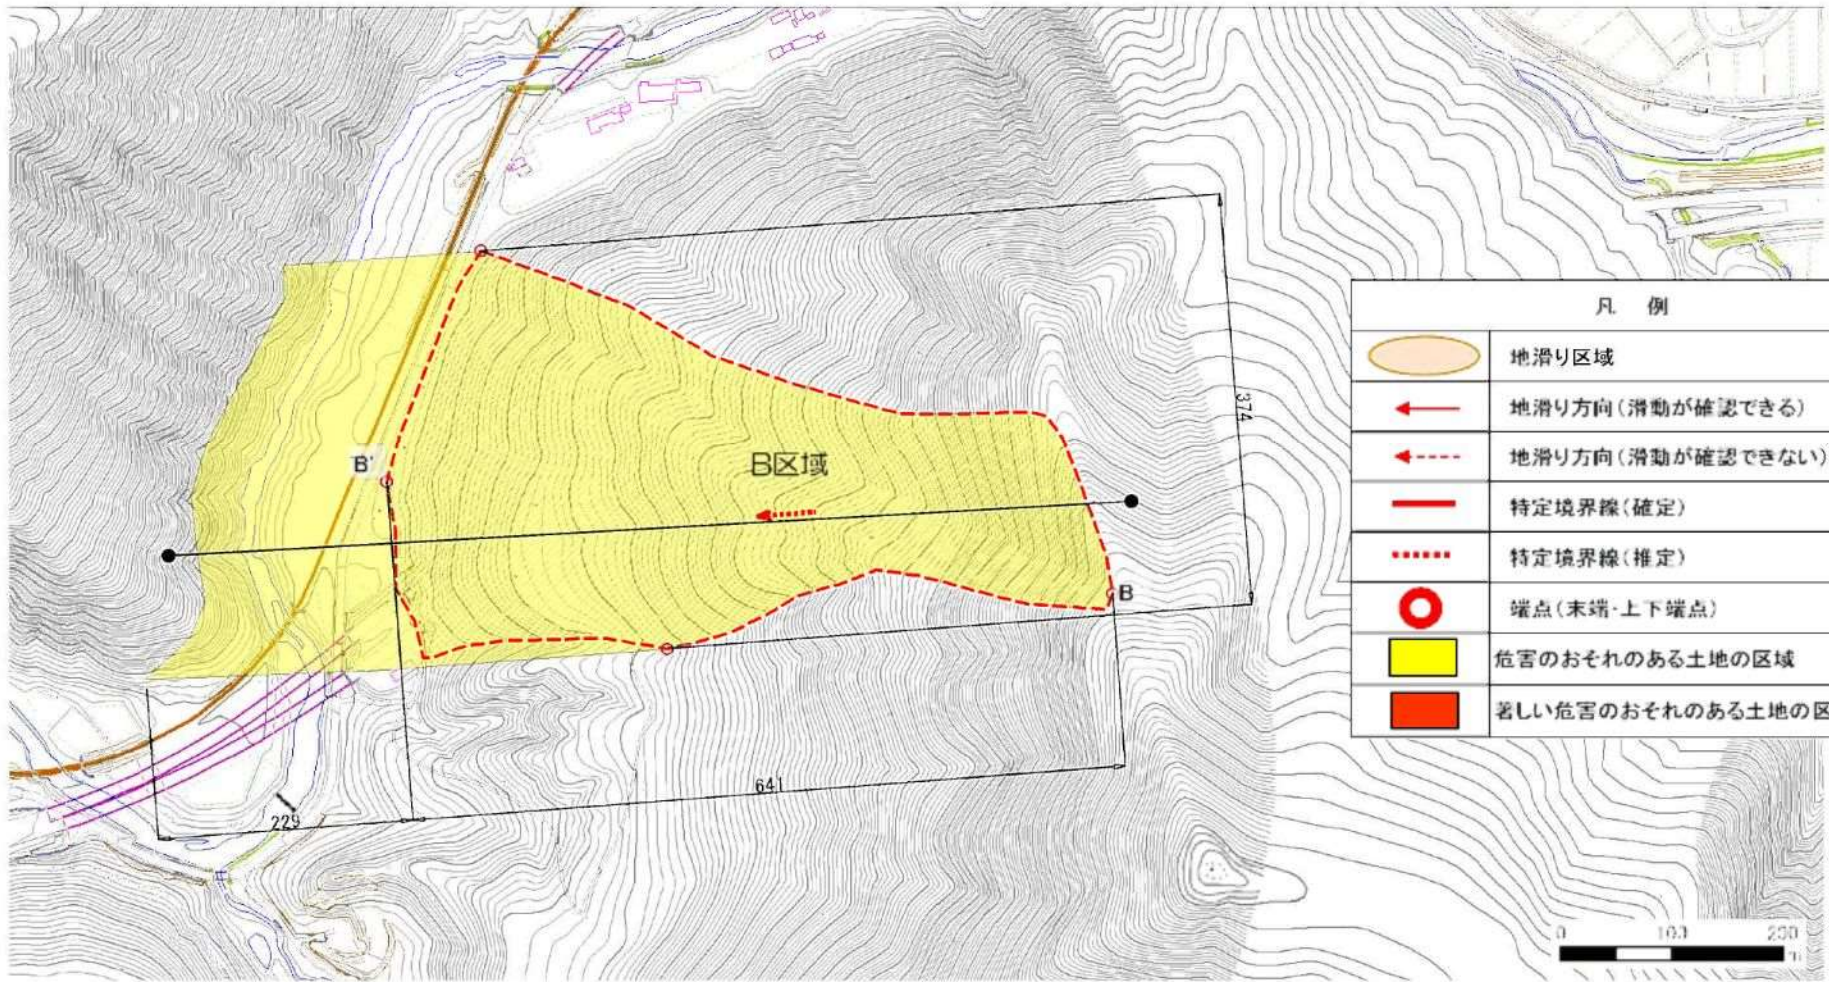 374
B'
B区域
B
641
229
凡 例
地滑り区域
地滑り方向(滑動が確認できる)
地滑り方向(滑動が確認できない)
特定境界線(確定)
特定境界線(推定)
端点(末端・上下端点)
危害のおそれのある土地の区域
著しい危害のおそれのある土地の区
0 100 200
m